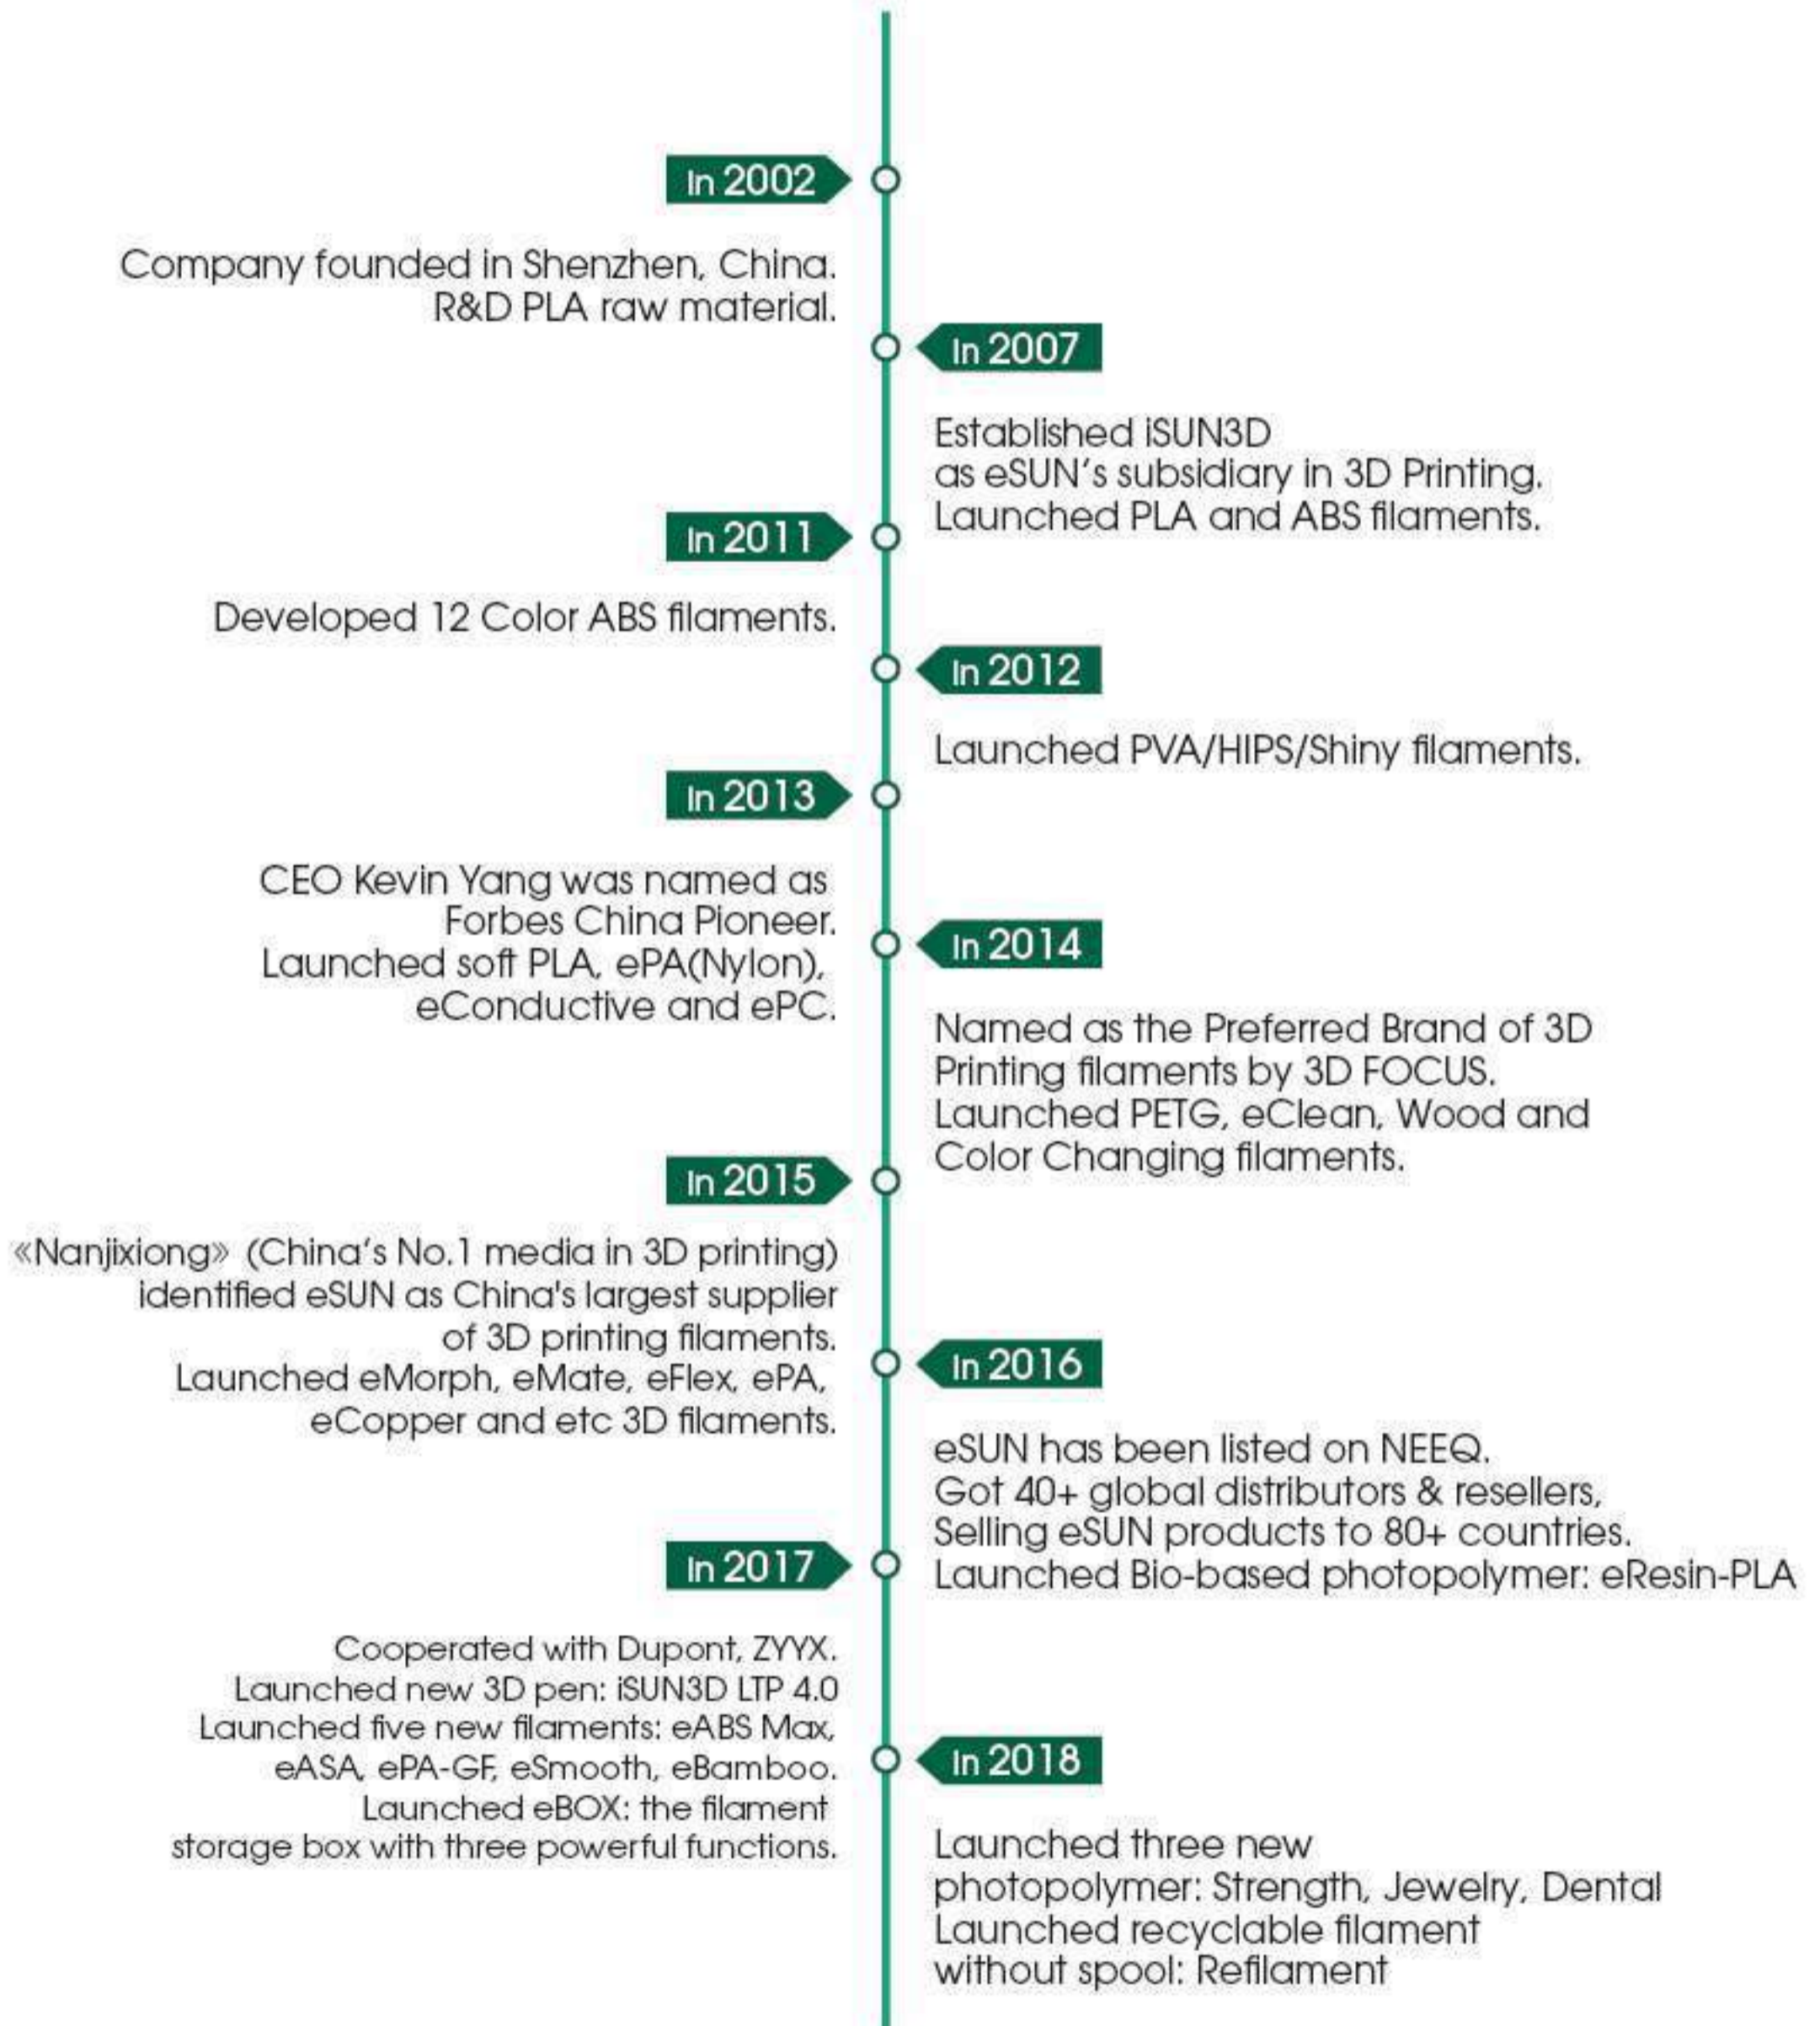 In 2002
Company founded in Shenzhen, China.
R&D PLA raw material.
In 2007
Established iSUN3D
as eSUN's subsidiary in 3D Printing.
Launched PLA and ABS filaments.
In 2011
Developed 12 Color ABS filaments.
In 2012
Launched PVA/HIPS/Shiny filaments.
In 2013
CEO Kevin Yang was named as
Forbes China Pioneer.
Launched soft PLA, ePA(Nylon),
eConductive and ePC.
In 2014
Named as the Preferred Brand of 3D
Printing filaments by 3D FOCUS.
Launched PETG, eClean, Wood and
Color Changing filaments.
In 2015
«Nanjixiong» (China's No.1 media in 3D printing)
identified eSUN as China's largest supplier
of 3D printing filaments.
Launched eMorph, eMate, eFlex, ePA,
eCopper and etc 3D filaments.
In 2016
eSUN has been listed on NEEQ.
Got 40+ global distributors & resellers,
Selling eSUN products to 80+ countries.
Launched Bio-based photopolymer: eResin-PLA
In 2017
Cooperated with Dupont, ZYYX.
Launched new 3D pen: iSUN3D LTP 4.0
Launched five new filaments: eABS Max,
eASA, ePA-GF, eSmooth, eBamboo.
Launched eBOX: the filament
storage box with three powerful functions.
In 2018
Launched three new
photopolymer: Strength, Jewelry, Dental
Launched recyclable filament
without spool: Refilament